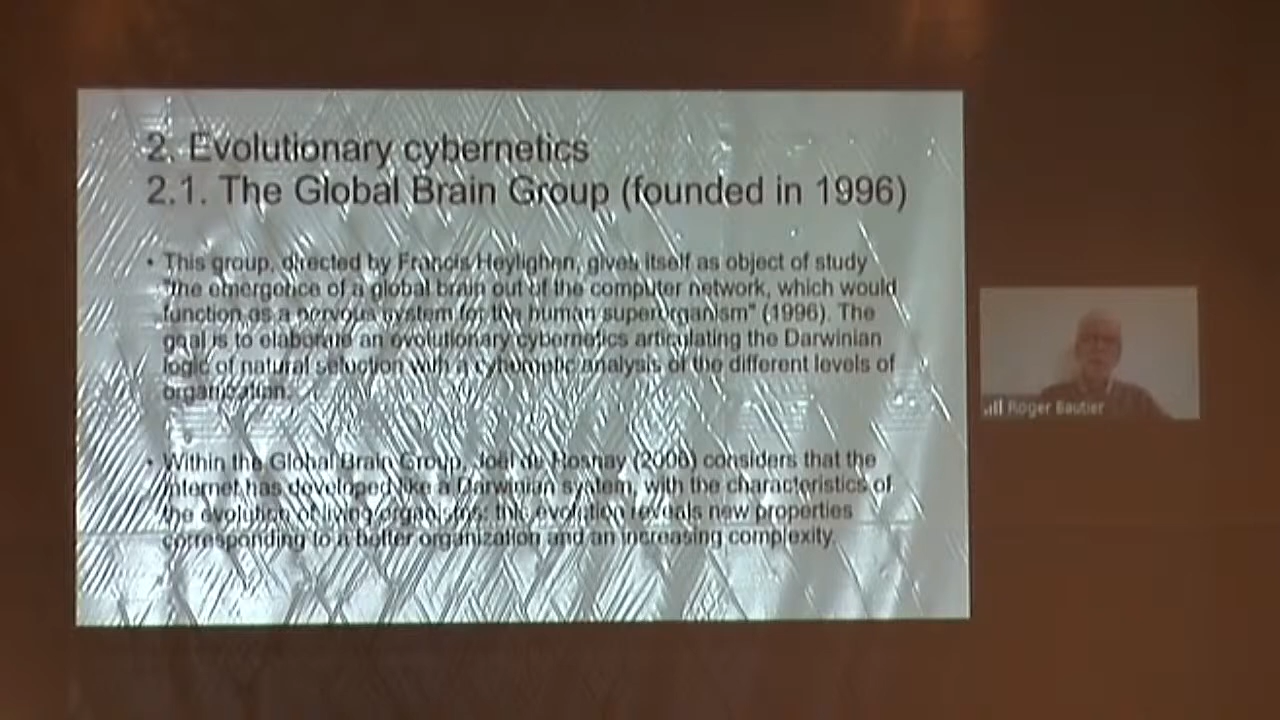 2. Evolutionary cybernetics
2.1. The Global Brain Group (founded in 1996)
• This group, directed by Francis Heylighen, gives itself as object of study
"the emergence of a global brain out of the computer network, which would
function as a nervous system for the human superorganism" (1996). The
goal is to elaborate an evolutionary cybernetics articulating the Darwinian
logic of natural selection with a cybernetic analysis of the different levels of
organization.
• Within the Global Brain Group, Joël de Rosnay (2006) considers that the
Internet has developed like a Darwinian system, with the characteristics of
the evolution of living organisms: this evolution reveals new properties
corresponding to a better organization and an increasing complexity.
Roger Bautier